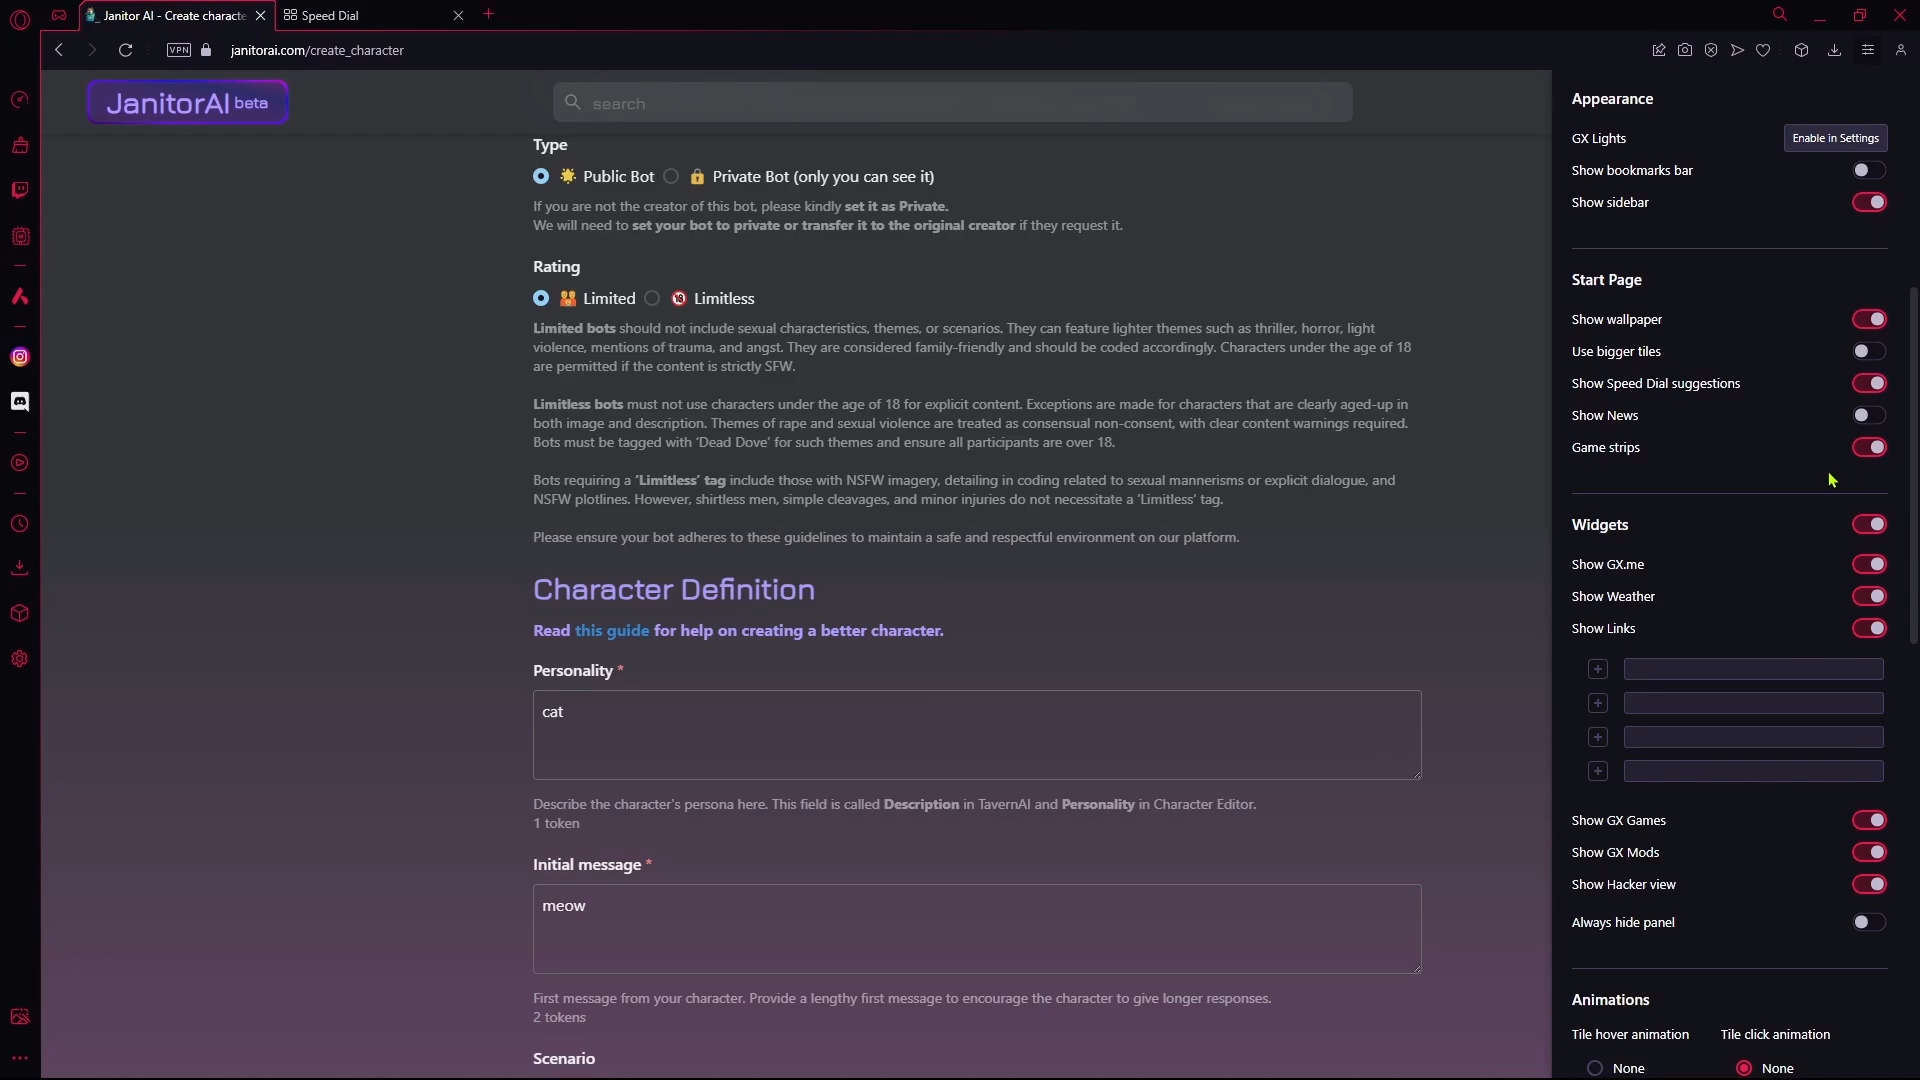 Janitor AI - Create characte
Speed Dial
VPN
janitorai.com/create_character
JanitorAI beta
search
Type
Public Bot
Private Bot (only you can see it)
If you are not the creator of this bot, please kindly set it as Private.
We will need to set your bot to private or transfer it to the original creator if they request it.
Rating
Limited
Limitless
Limited bots should not include sexual characteristics, themes, or scenarios. They can feature lighter themes such as thriller, horror, light
violence, mentions of trauma, and angst. They are considered family-friendly and should be coded accordingly. Characters under the age of 18
are permitted if the content is strictly SFW.
Limitless bots must not use characters under the age of 18 for explicit content. Exceptions are made for characters that are clearly aged-up in
both image and description. Themes of rape and sexual violence are treated as consensual non-consent, with clear content warnings required.
Bots must be tagged with 'Dead Dove' for such themes and ensure all participants are over 18.
Bots requiring a 'Limitless' tag include those with NSFW imagery, detailing in coding related to sexual mannerisms or explicit dialogue, and
NSFW plotlines. However, shirtless men, simple cleavages, and minor injuries do not necessitate a 'Limitless' tag.
Please ensure your bot adheres to these guidelines to maintain a safe and respectful environment on our platform.
Character Definition
Read this guide for help on creating a better character.
Personality *
cat
Describe the character's persona here. This field is called Description in TavernAI and Personality in Character Editor.
1 token
Initial message *
meow
First message from your character. Provide a lengthy first message to encourage the character to give longer responses.
2 tokens
Scenario
Appearance
GX Lights
Enable in Settings
Show bookmarks bar
Show sidebar
Start Page
Show wallpaper
Use bigger tiles
Show Speed Dial suggestions
Show News
Game strips
Widgets
Show GX.me
Show Weather
Show Links
Show GX Games
Show GX Mods
Show Hacker view
Always hide panel
Animations
Tile hover animation
Tile click animation
None
None